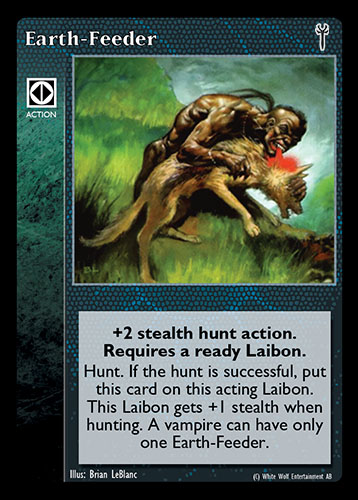 Earth-Feeder
ACTION
+2 stealth hunt action.
Requires a ready Laibon.
Hunt. If the hunt is successful, put
this card on this acting Laibon.
This Laibon gets +1 stealth when
hunting. A vampire can have only
one Earth-Feeder.
Illus: Brian LeBlanc
(C) White Wolf Entertainment AB